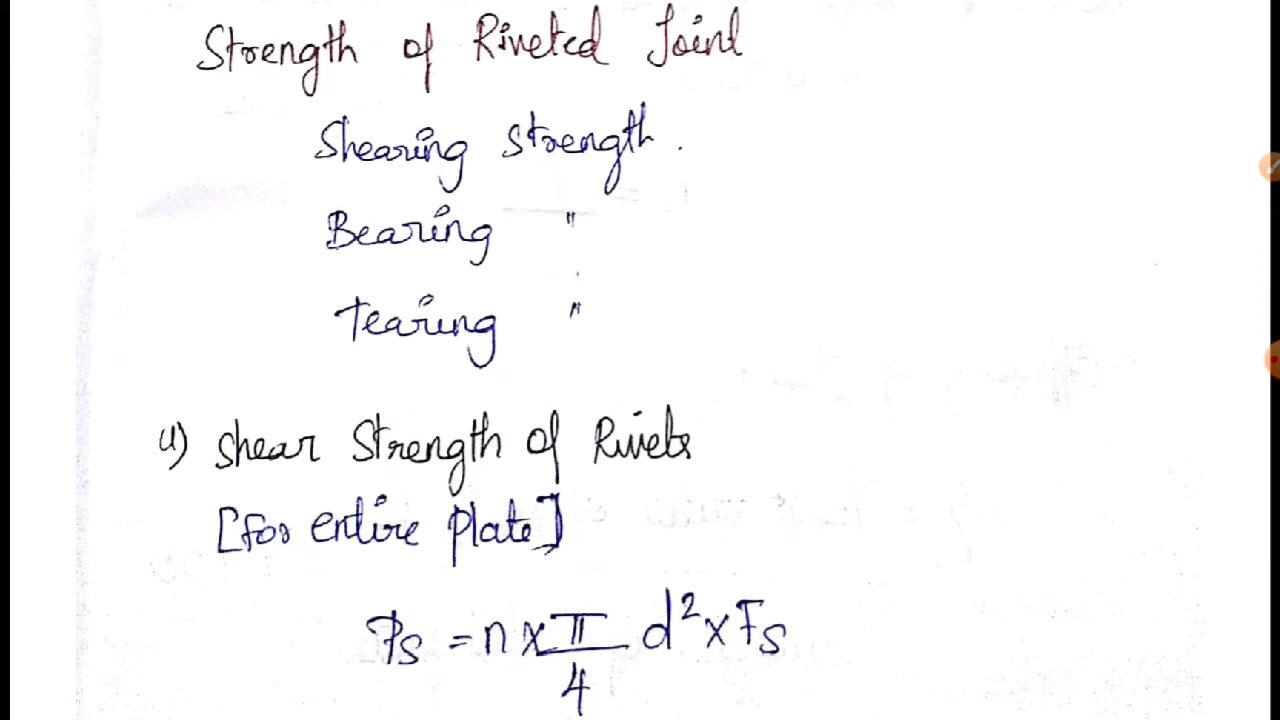 Strength of Riveted Joint
Shearing Strength.
Bearing "
Tearing "
1) Shear Strength of Rivets
[For entire plate]
Ps = n x π/4 d² x Fs